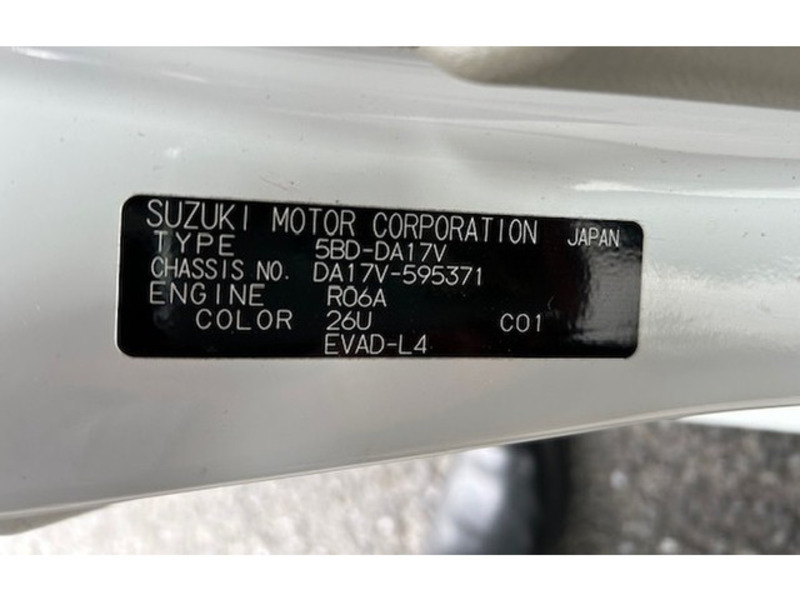 SUZUKI MOTOR CORPORATION JAPAN
TYPE 5BD-DA17V
CHASSIS NO. DA17V-595371
ENGINE R06A
COLOR 26U C01
EVAD-L4